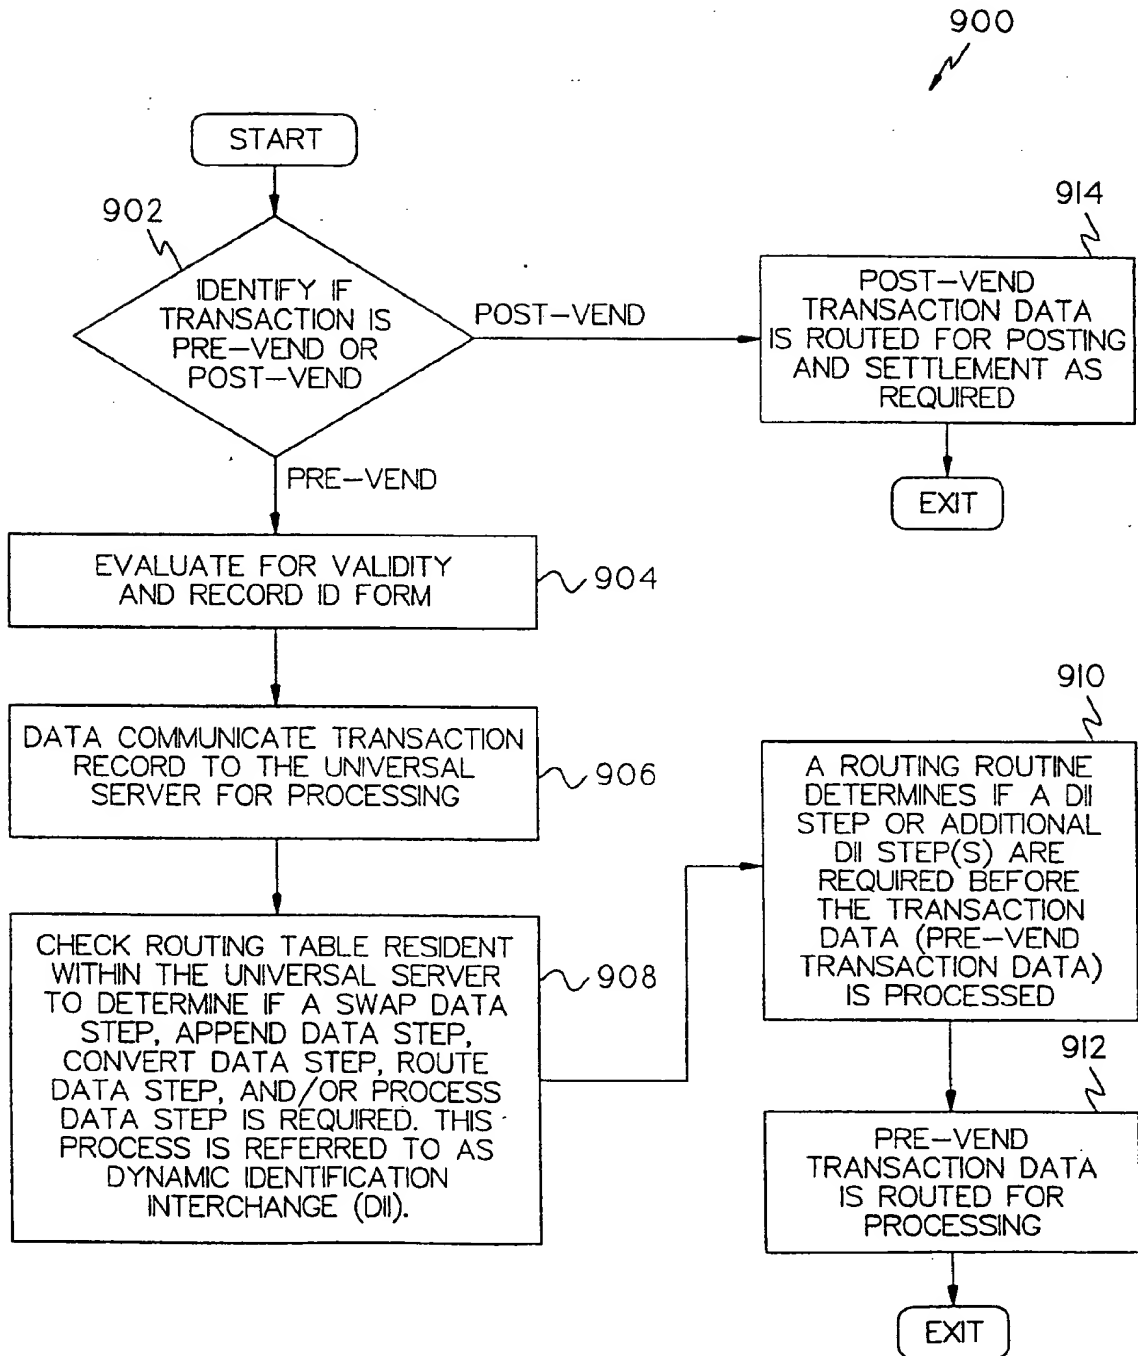 900
START
902
IDENTIFY IF
TRANSACTION IS
PRE-VEND OR
POST-VEND
POST-VEND
914
POST-VEND
TRANSACTION DATA
IS ROUTED FOR POSTING
AND SETTLEMENT AS
REQUIRED
EXIT
PRE-VEND
EVALUATE FOR VALIDITY
AND RECORD ID FORM
904
DATA COMMUNICATE TRANSACTION
RECORD TO THE UNIVERSAL
SERVER FOR PROCESSING
906
CHECK ROUTING TABLE RESIDENT
WITHIN THE UNIVERSAL SERVER
TO DETERMINE IF A SWAP DATA
STEP, APPEND DATA STEP,
CONVERT DATA STEP, ROUTE
DATA STEP, AND/OR PROCESS
DATA STEP IS REQUIRED. THIS
PROCESS IS REFERRED TO AS
DYNAMIC IDENTIFICATION
INTERCHANGE (DII).
908
910
A ROUTING ROUTINE
DETERMINES IF A DII
STEP OR ADDITIONAL
DII STEP(S) ARE
REQUIRED BEFORE
THE TRANSACTION
DATA (PRE-VEND
TRANSACTION DATA)
IS PROCESSED
912
PRE-VEND
TRANSACTION DATA
IS ROUTED FOR
PROCESSING
EXIT